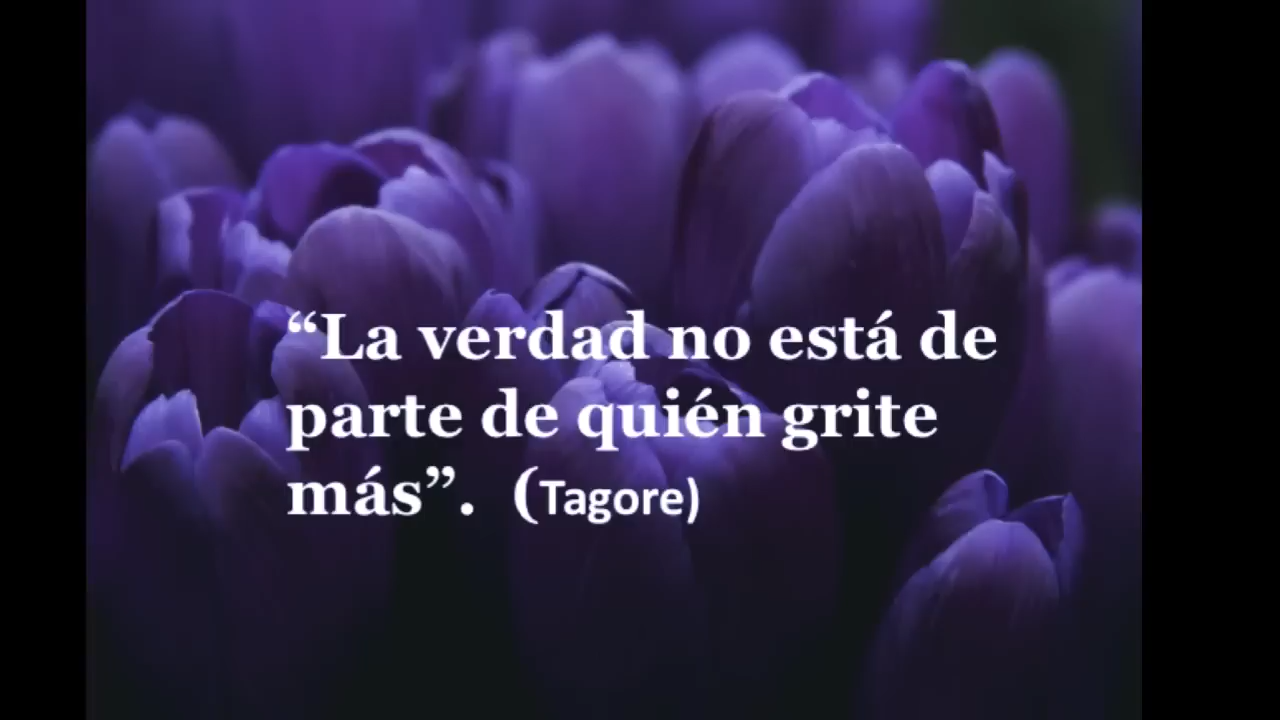 “La verdad no está de
parte de quién grite
más”. (Tagore)